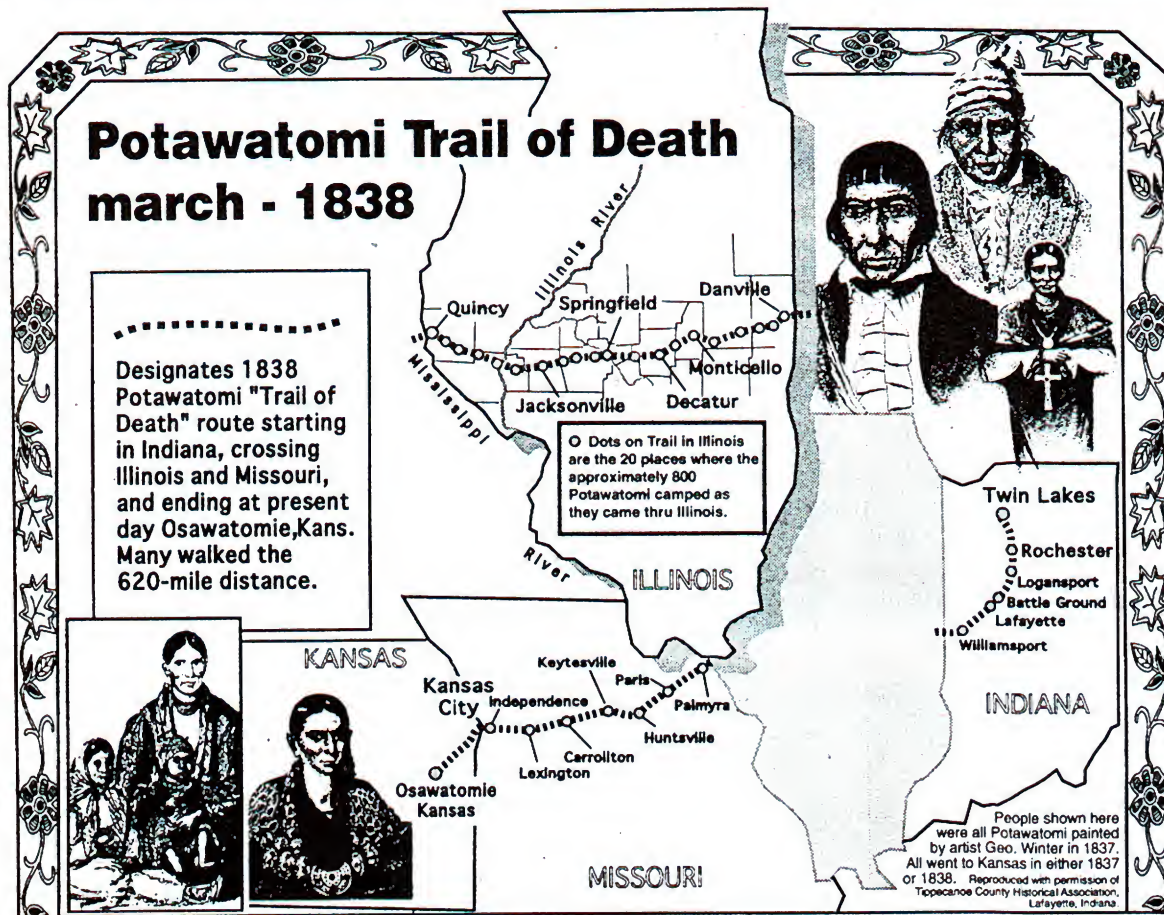 Potawatomi Trail of Death
march - 1838
Designates 1838
Potawatomi "Trail of
Death" route starting
in Indiana, crossing
Illinois and Missouri,
and ending at present
day Osawatomie,Kans.
Many walked the
620-mile distance.
Illinois River
Quincy
Springfield
Danville
Monticello
Jacksonville
Decatur
Mississippi
River
O Dots on Trail in Illinois
are the 20 places where the
approximately 800
Potawatomi camped as
they came thru Illinois.
ILLINOIS
Twin Lakes
Rochester
Logansport
Battle Ground
Lafayette
Williamsport
INDIANA
KANSAS
Keytesville
Paris
Kansas
City
Independence
Palmyra
Huntsville
Carrollton
Lexington
Osawatomie
Kansas
MISSOURI
People shown here
were all Potawatomi painted
by artist Geo. Winter in 1837.
All went to Kansas in either 1837
or 1838. Reproduced with permission of
Tippecanoe County Historical Association,
Lafayette, Indiana.